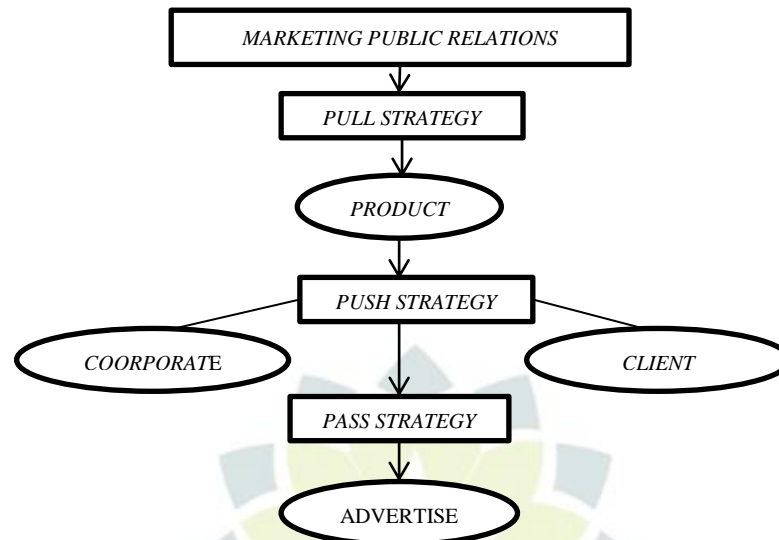 MARKETING PUBLIC RELATIONS
PULL STRATEGY
PRODUCT
PUSH STRATEGY
COORPORATE
CLIENT
PASS STRATEGY
ADVERTISE